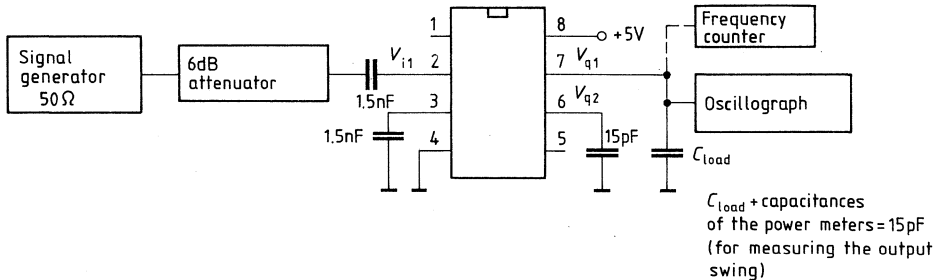 Signal
generator
50Ω
6dB
attenuator
1.5nF
V_i1
1.5nF
1
2
3
4
8
7
6
5
+5V
V_q1
V_q2
15pF
Frequency
counter
Oscillograph
C_load
C_load + capacitances
of the power meters = 15pF
(for measuring the output
swing)